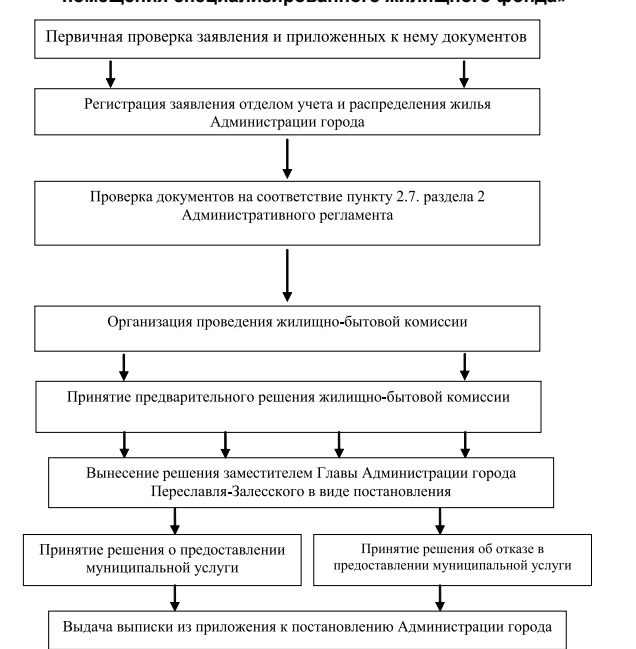 помещения специализированного жилищного фонда»
Первичная проверка заявления и приложенных к нему документов
Регистрация заявления отделом учета и распределения жилья
Администрации города
Проверка документов на соответствие пункту 2.7. раздела 2
Административного регламента
Организация проведения жилищно-бытовой комиссии
Принятие предварительного решения жилищно-бытовой комиссии
Вынесение решения заместителем Главы Администрации города
Переславля-Залесского в виде постановления
Принятие решения о предоставлении
муниципальной услуги
Принятие решения об отказе в
предоставлении муниципальной услуги
Выдача выписки из приложения к постановлению Администрации города